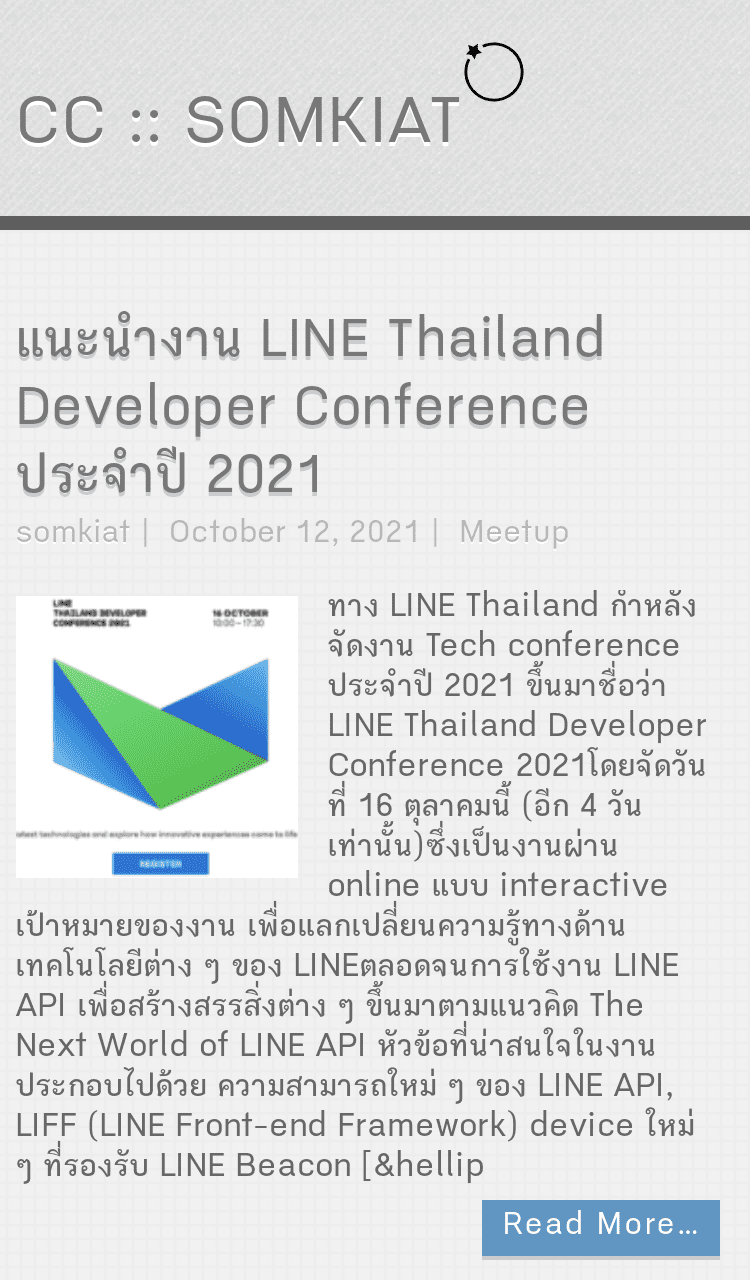 CC :: SOMKIAT
แนะนำงาน LINE Thailand
Developer Conference
ประจำปี 2021
somkiat | October 12, 2021 | Meetup
LINE
THAILAND DEVELOPER
CONFERENCE 2021
16 OCTOBER
10:00 – 17:30
latest technologies and explore how innovative experiences come to life
REGISTER
ทาง LINE Thailand กำหลัง
จัดงาน Tech conference
ประจำปี 2021 ขึ้นมาชื่อว่า
LINE Thailand Developer
Conference 2021โดยจัดวัน
ที่ 16 ตุลาคมนี้ (อีก 4 วัน
เท่านั้น)ซึ่งเป็นงานผ่าน
online แบบ interactive
เป้าหมายของงาน เพื่อแลกเปลี่ยนความรู้ทางด้าน
เทคโนโลยีต่าง ๆ ของ LINEตลอดจนการใช้งาน LINE
API เพื่อสร้างสรรสิ่งต่าง ๆ ขึ้นมาตามแนวคิด The
Next World of LINE API หัวข้อที่น่าสนใจในงาน
ประกอบไปด้วย ความสามารถใหม่ ๆ ของ LINE API,
LIFF (LINE Front-end Framework) device ใหม่
ๆ ที่รองรับ LINE Beacon [&hellip
Read More...